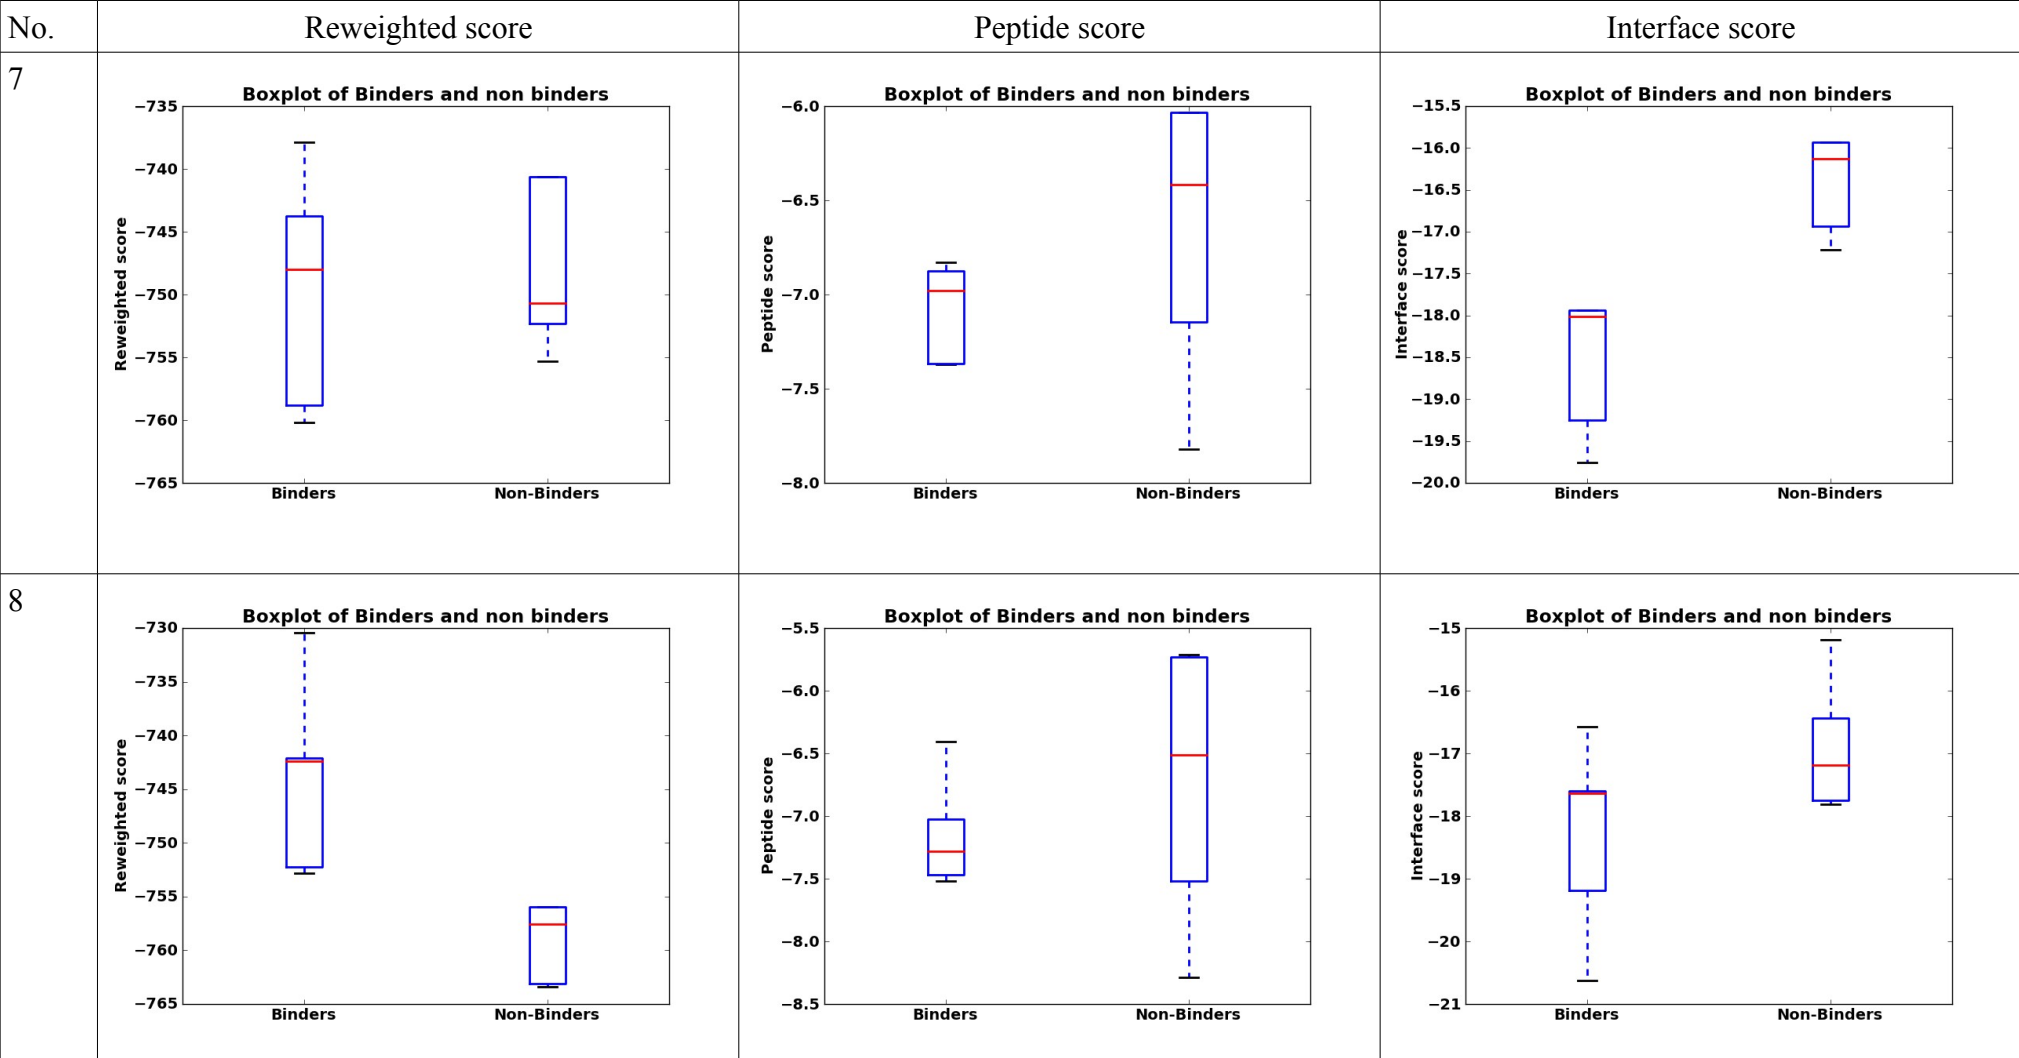 No. Reweighted score Peptide score Interface score
7
Boxplot of Binders and non binders
−735
−740
−745
−750
−755
−760
−765
Reweighted score
Binders Non-Binders
Boxplot of Binders and non binders
−6.0
−6.5
−7.0
−7.5
−8.0
Peptide score
Binders Non-Binders
Boxplot of Binders and non binders
−15.5
−16.0
−16.5
−17.0
−17.5
−18.0
−18.5
−19.0
−19.5
−20.0
Interface score
Binders Non-Binders
8
Boxplot of Binders and non binders
−730
−735
−740
−745
−750
−755
−760
−765
Reweighted score
Binders Non-Binders
Boxplot of Binders and non binders
−5.5
−6.0
−6.5
−7.0
−7.5
−8.0
−8.5
Peptide score
Binders Non-Binders
Boxplot of Binders and non binders
−15
−16
−17
−18
−19
−20
−21
Interface score
Binders Non-Binders